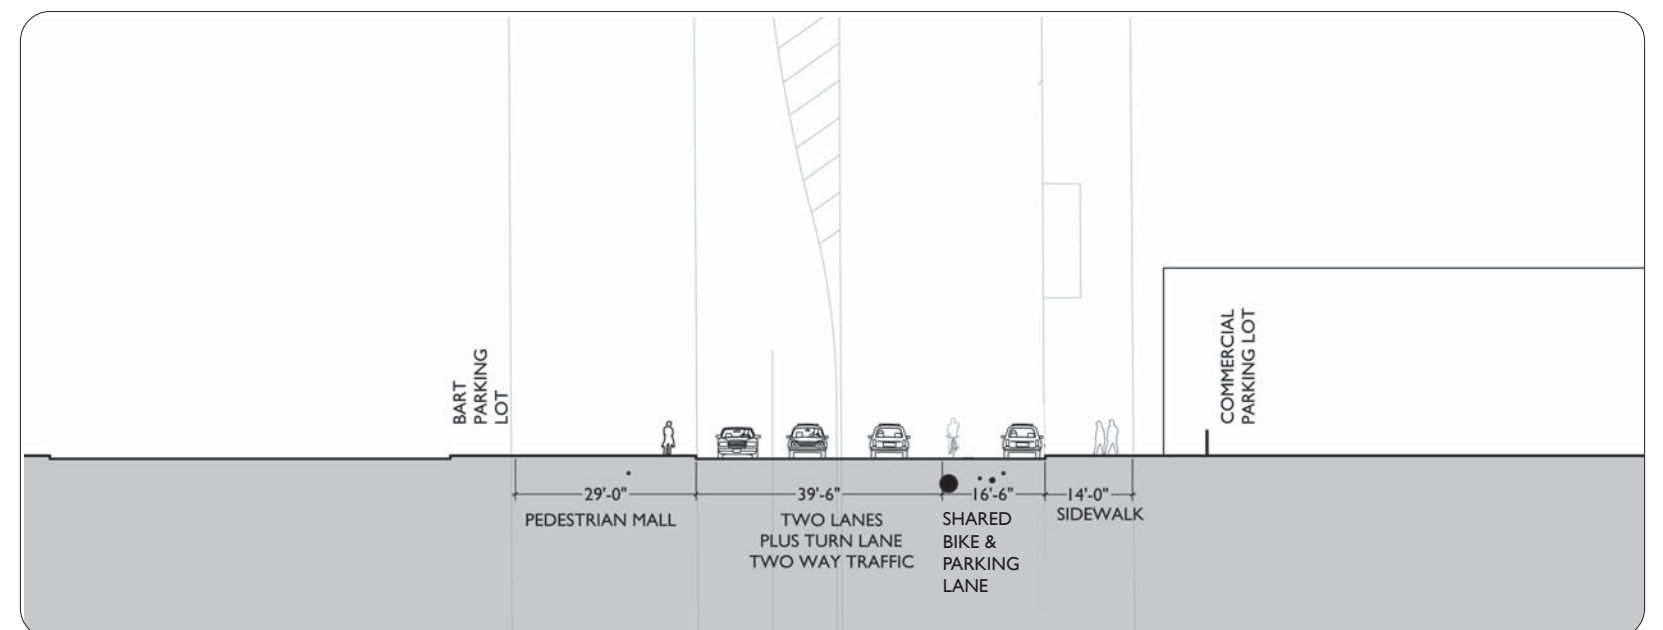 BART
PARKING
LOT
COMMERCIAL
PARKING LOT
29'-0"
39'-6"
16'-6"
14'-0"
PEDESTRIAN MALL
TWO LANES
PLUS TURN LANE
TWO WAY TRAFFIC
SHARED
BIKE &
PARKING
LANE
SIDEWALK